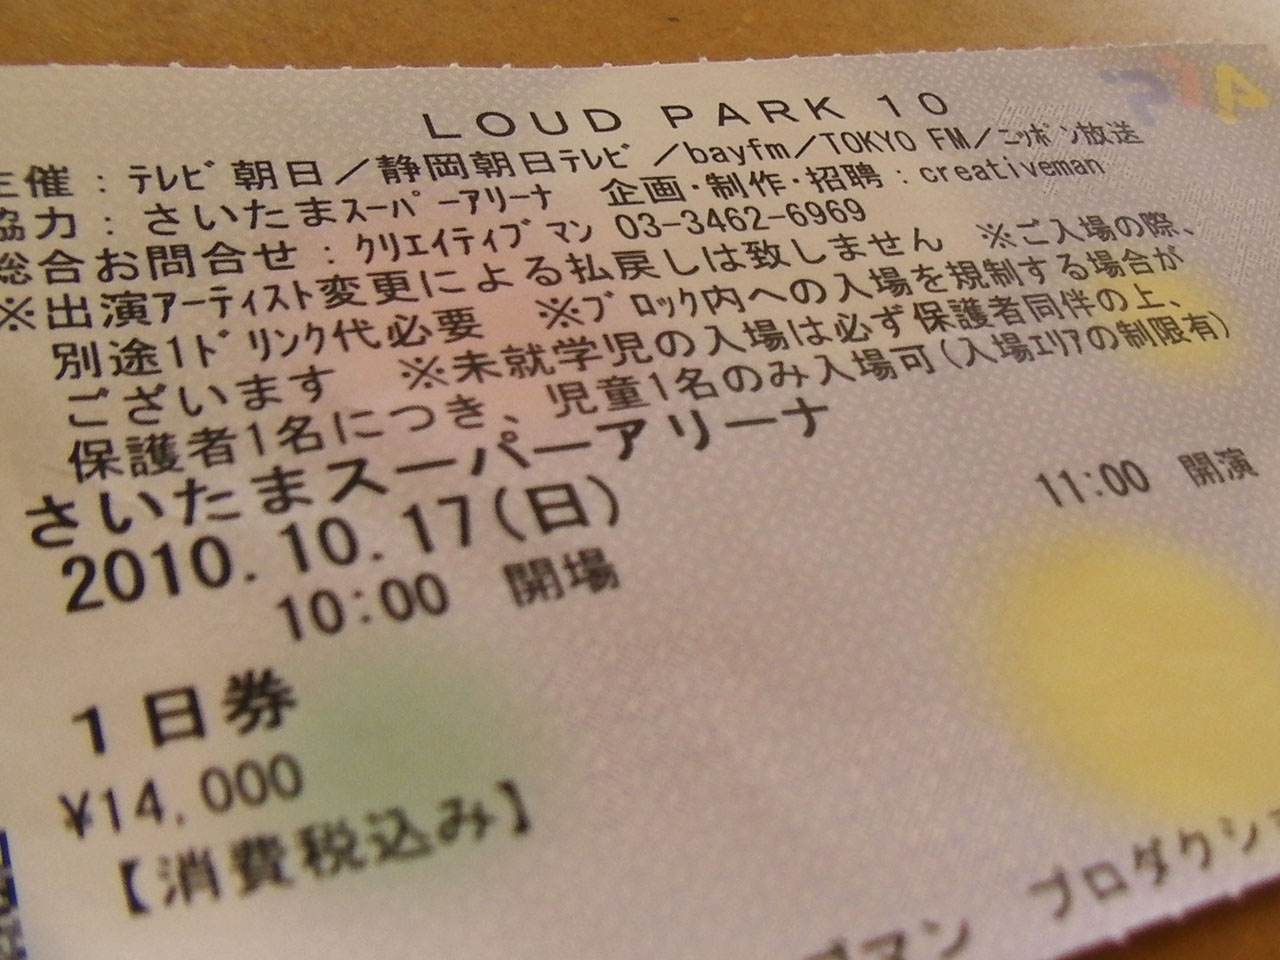 LOUD PARK 10
主催：テレビ朝日／静岡朝日テレビ／bayfm／TOKYO FM／ニッポン放送
協力：さいたまスーパーアリーナ　企画・制作・招聘：creativeman
総合お問合せ：クリエイティブマン 03-3462-6969
※出演アーティスト変更による払戻しは致しません　※ご入場の際、
別途1ドリンク代必要　※ブロック内への入場を規制する場合が
ございます　※未就学児の入場は必ず保護者同伴の上、
保護者1名につき、児童1名のみ入場可（入場エリアの制限有）
さいたまスーパーアリーナ
2010.10.17(日)
10:00　開場　11:00　開演
1日券
¥14,000
【消費税込み】
ブマン　プロダクシ